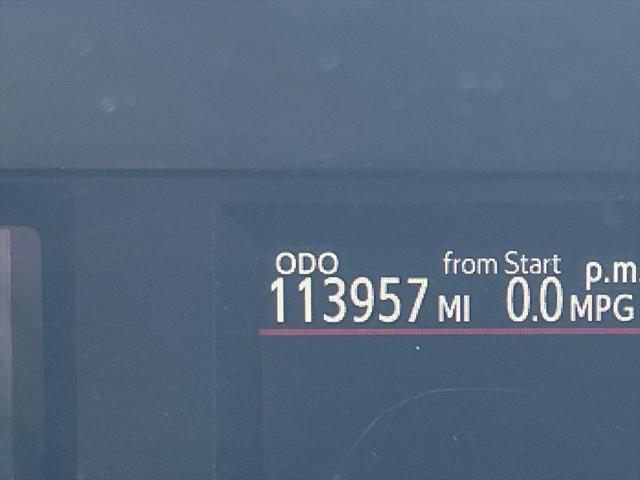 ODO from Start p.m.
113957 MI 0.0 MPG